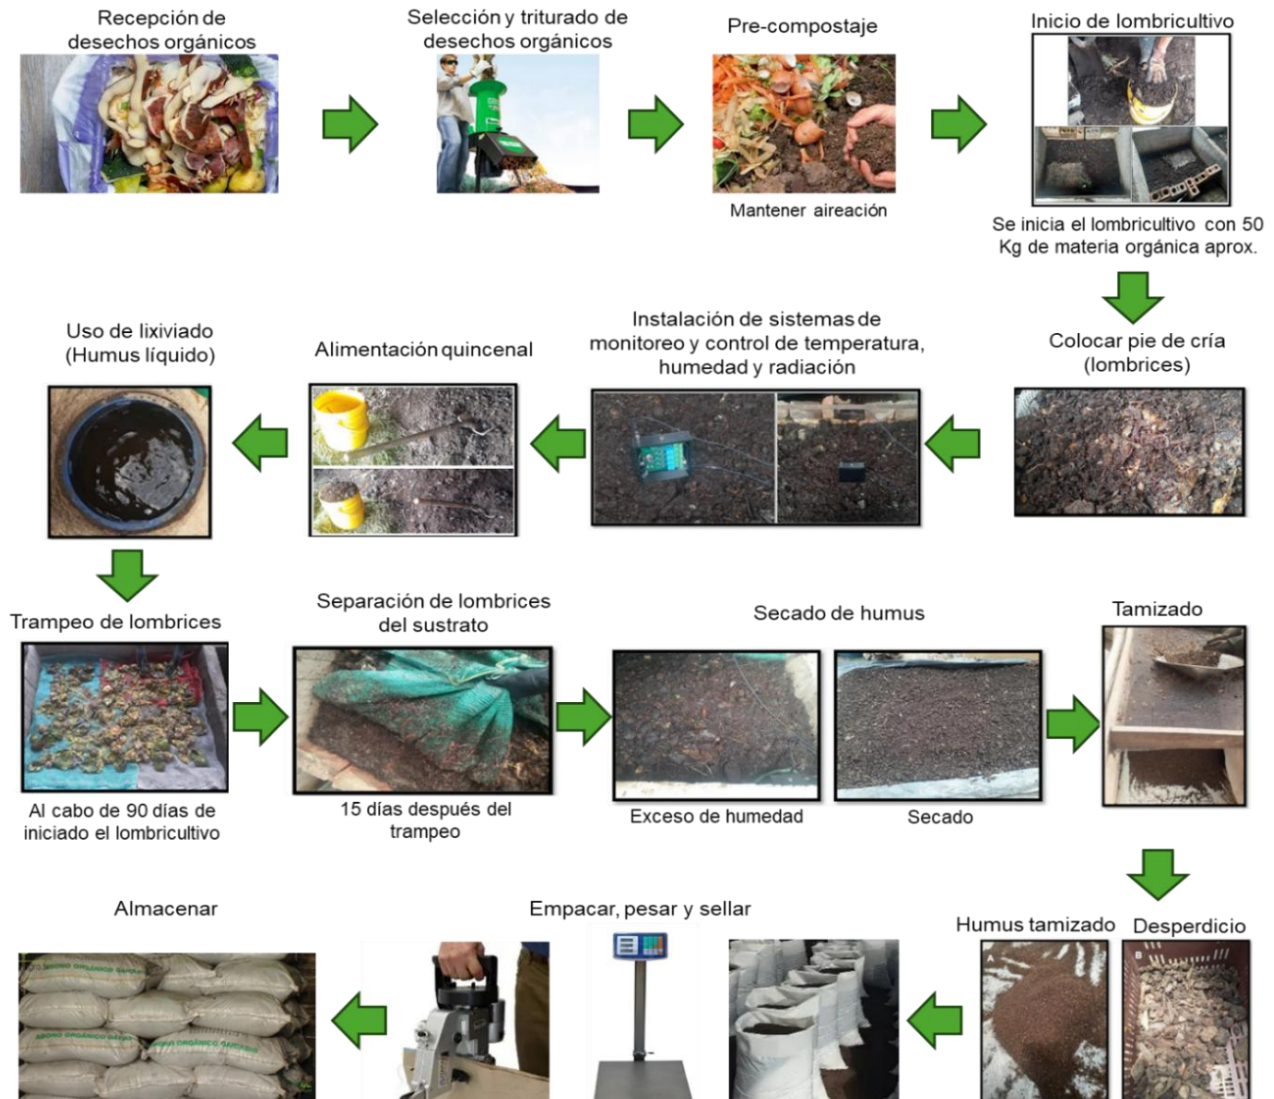 Recepción de
desechos orgánicos
Selección y triturado de
desechos orgánicos
Pre-compostaje
Mantener aireación
Inicio de lombricultivo
Se inicia el lombricultivo con 50
Kg de materia orgánica aprox.
Colocar pie de cría
(lombrices)
Instalación de sistemas de
monitoreo y control de temperatura,
humedad y radiación
Alimentación quincenal
Uso de lixiviado
(Humus líquido)
Trampeo de lombrices
Al cabo de 90 días de
iniciado el lombricultivo
Separación de lombrices
del sustrato
15 días después del
trampeo
Secado de humus
Exceso de humedad
Secado
Tamizado
Humus tamizado
A
Desperdicio
B
Empacar, pesar y sellar
Almacenar